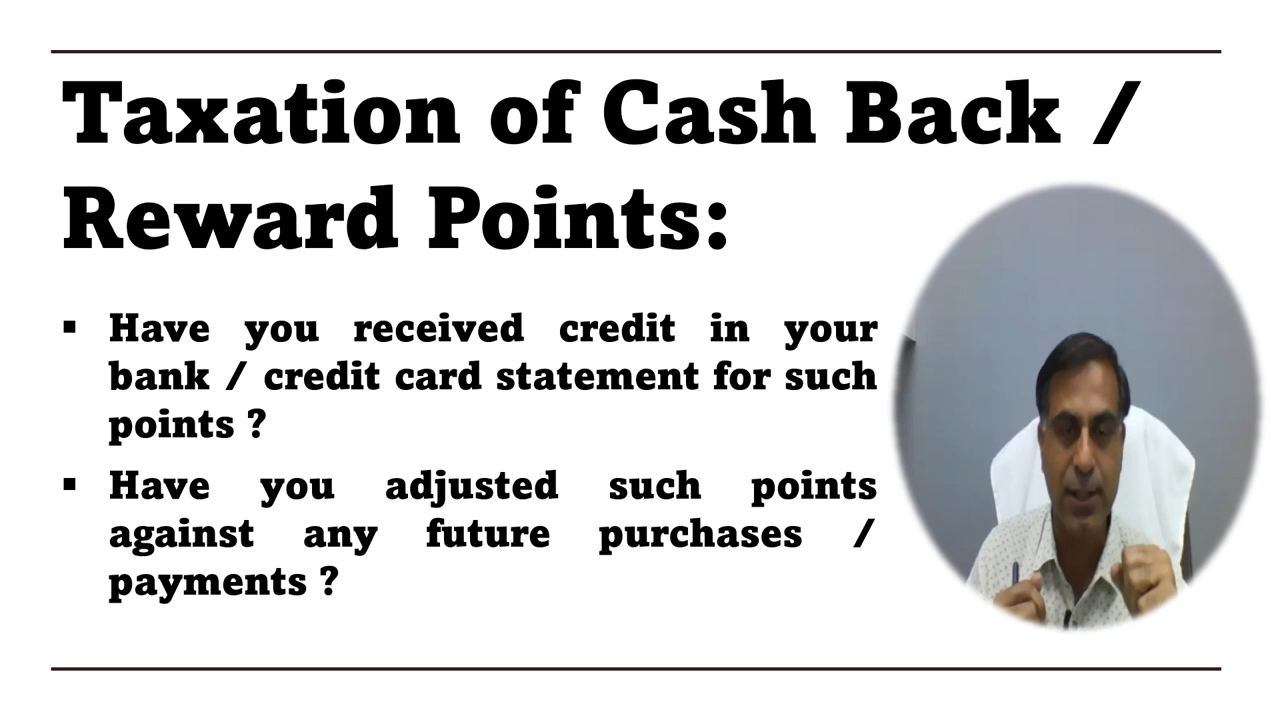 Taxation of Cash Back /
Reward Points:
▪ Have you received credit in your
bank / credit card statement for such
points ?
▪ Have you adjusted such points
against any future purchases /
payments ?